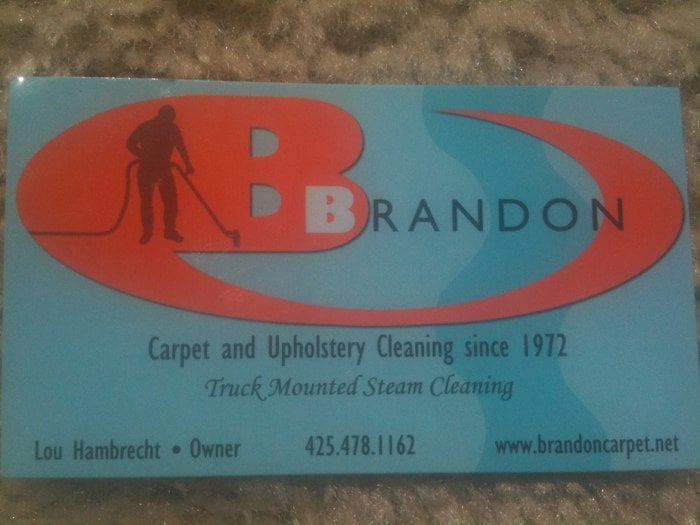 B
BRANDON
Carpet and Upholstery Cleaning since 1972
Truck Mounted Steam Cleaning
Lou Hambrecht • Owner 425.478.1162 www.brandoncarpet.net